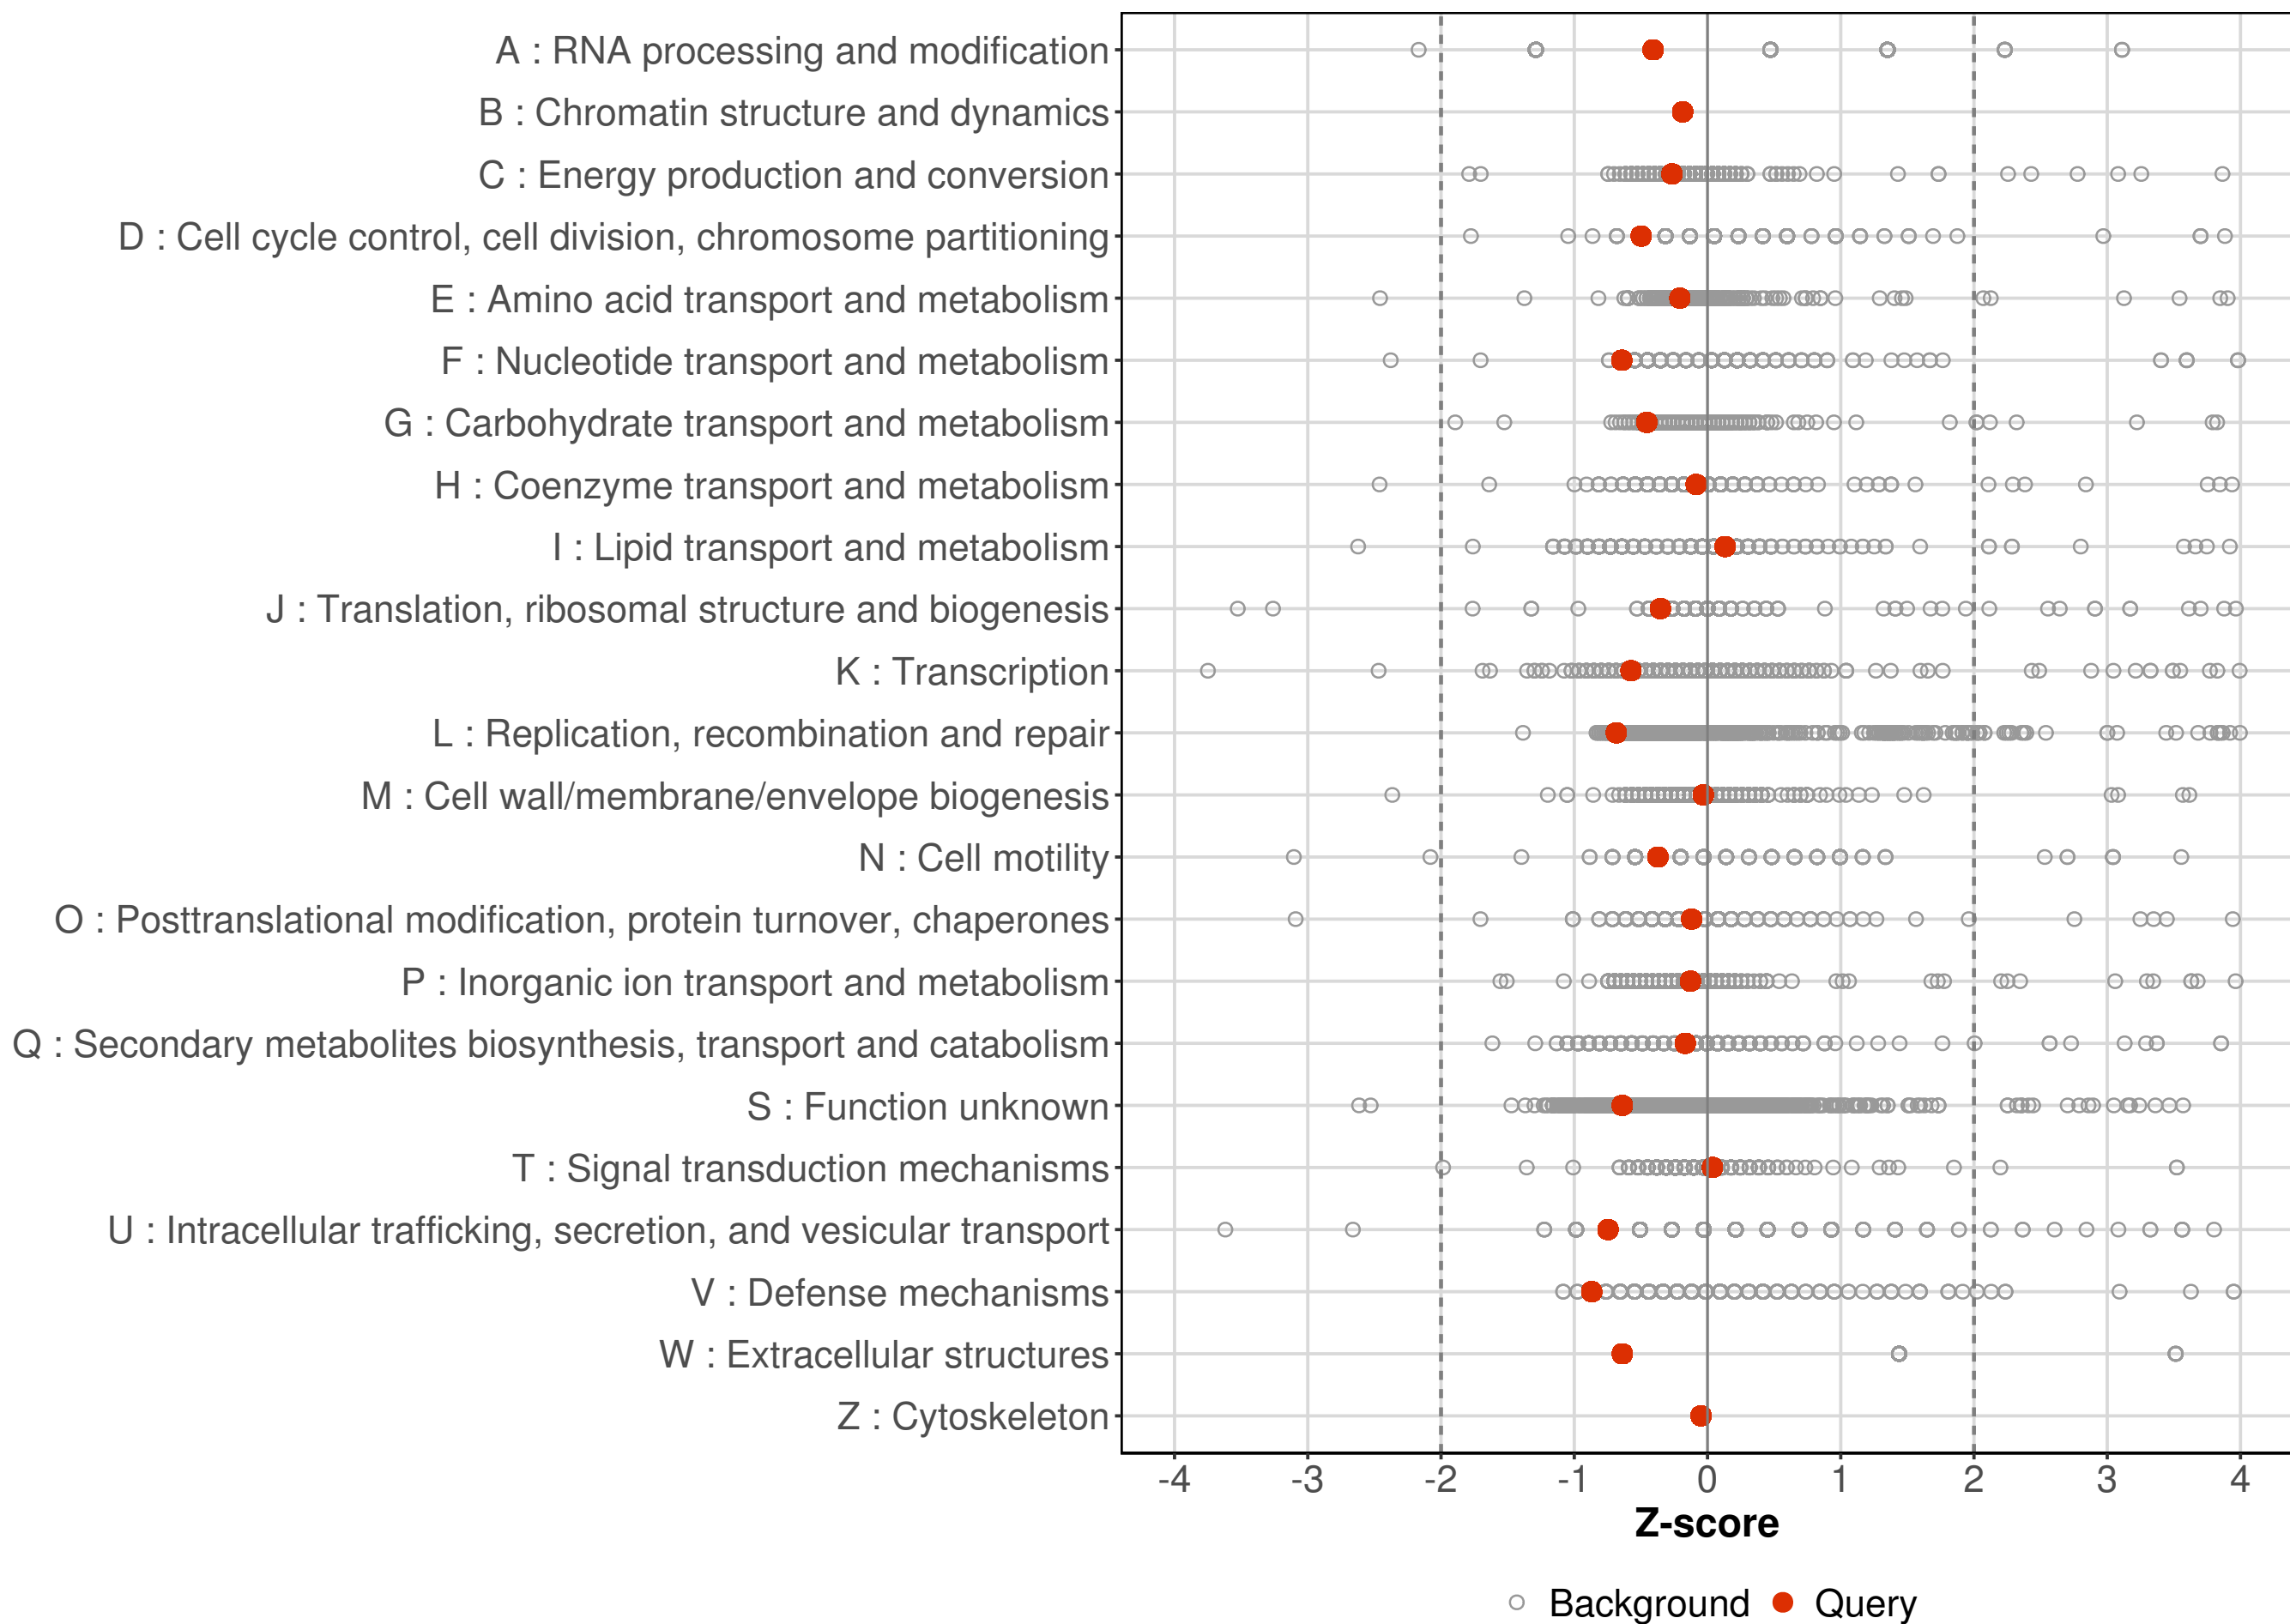 A : RNA processing and modification
B : Chromatin structure and dynamics
C : Energy production and conversion
D : Cell cycle control, cell division, chromosome partitioning
E : Amino acid transport and metabolism
F : Nucleotide transport and metabolism
G : Carbohydrate transport and metabolism
H : Coenzyme transport and metabolism
I : Lipid transport and metabolism
J : Translation, ribosomal structure and biogenesis
K : Transcription
L : Replication, recombination and repair
M : Cell wall/membrane/envelope biogenesis
N : Cell motility
O : Posttranslational modification, protein turnover, chaperones
P : Inorganic ion transport and metabolism
Q : Secondary metabolites biosynthesis, transport and catabolism
S : Function unknown
T : Signal transduction mechanisms
U : Intracellular trafficking, secretion, and vesicular transport
V : Defense mechanisms
W : Extracellular structures
Z : Cytoskeleton
-4 -3 -2 -1 0 1 2 3 4
Z-score
Background Query